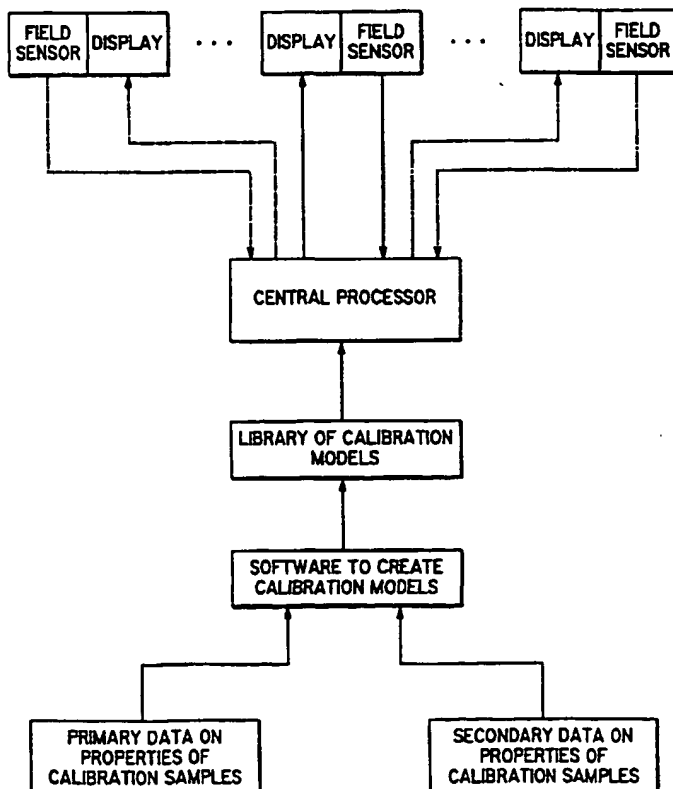 FIELD SENSOR DISPLAY ... DISPLAY FIELD SENSOR ... DISPLAY FIELD SENSOR
CENTRAL PROCESSOR
LIBRARY OF CALIBRATION
MODELS
SOFTWARE TO CREATE
CALIBRATION MODELS
PRIMARY DATA ON
PROPERTIES OF
CALIBRATION SAMPLES
SECONDARY DATA ON
PROPERTIES OF
CALIBRATION SAMPLES